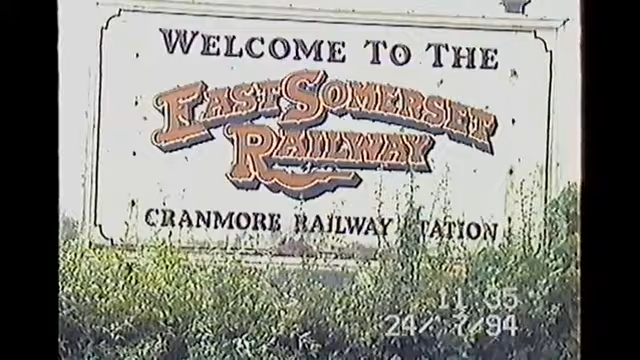 WELCOME TO THE
EAST SOMERSET
RAILWAY
CRANMORE RAILWAY STATION
11:35
24/ 7/94